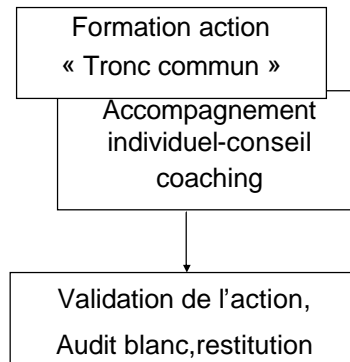 Formation action
« Tronc commun »
Accompagnement
individuel-conseil
coaching
Validation de l’action,
Audit blanc,restitution